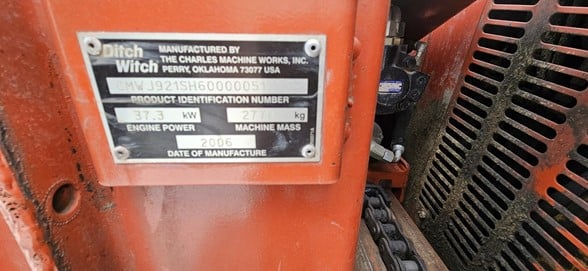 Ditch Witch
MANUFACTURED BY
THE CHARLES MACHINE WORKS, INC.
PERRY, OKLAHOMA 73077 USA
PRODUCT IDENTIFICATION NUMBER
37.3 kW kg
ENGINE POWER MACHINE MASS
2006
DATE OF MANUFACTURE